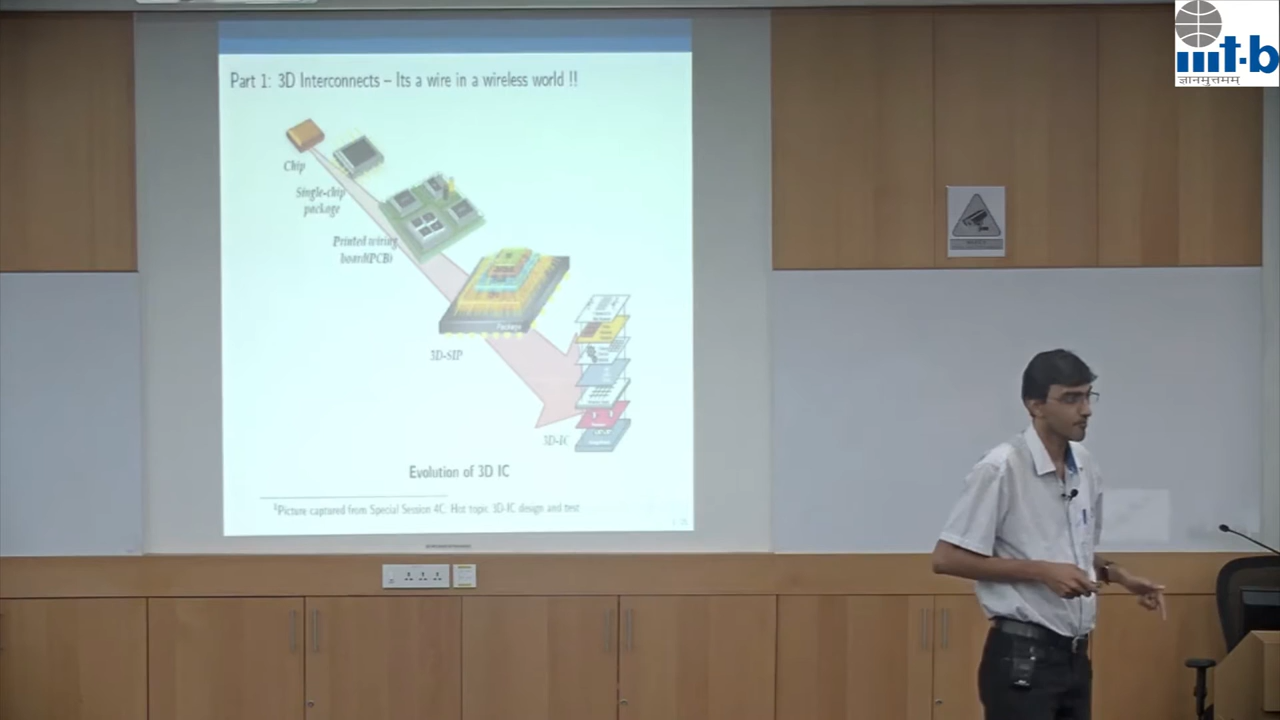 Part 1: 3D Interconnects – Its a wire in a wireless world !!
Chip
Single-chip
package
Printed wiring
board(PCB)
Package
3D-SIP
3D-IC
Evolution of 3D IC
Picture captured from Special Session 4C: Hot topic 3D-IC design and test
iiit-b
ज्ञानमुत्तमम्